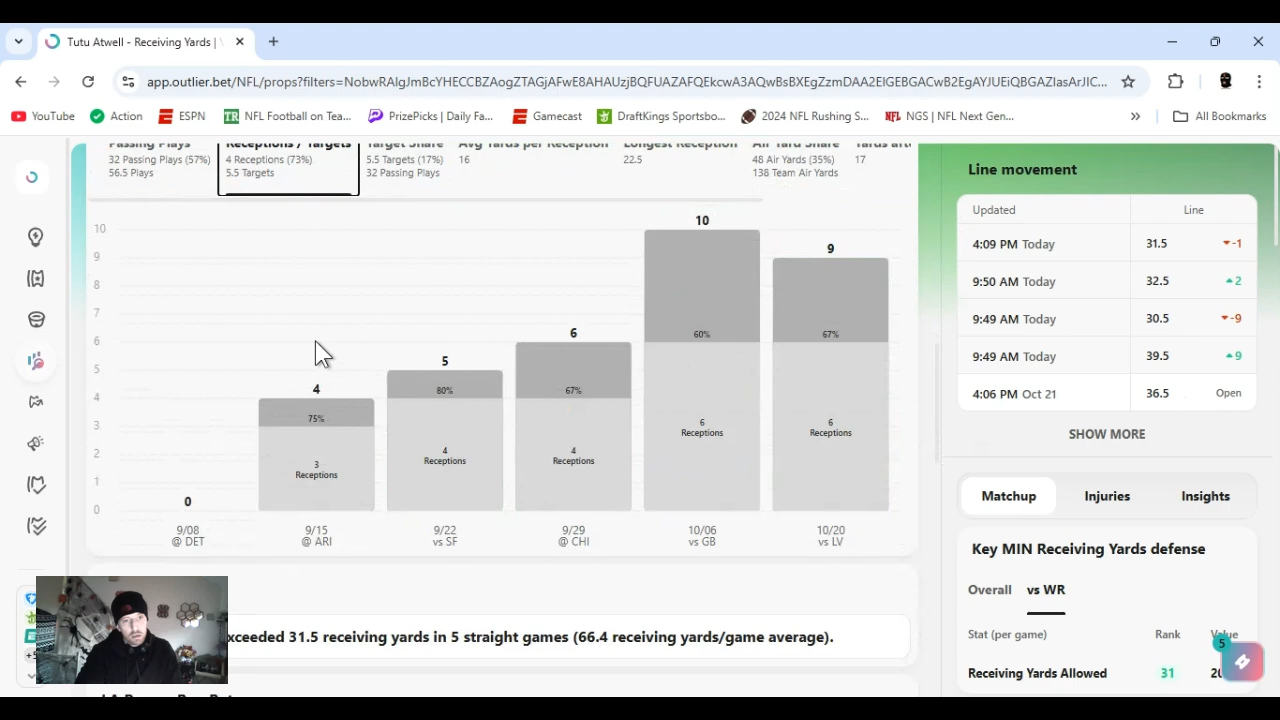 Tutu Atwell - Receiving Yards |
app.outlier.bet/NFL/props?filters=
YouTube Action ESPN NFL Football on Tea... PrizePicks | Daily Fa... Gamecast DraftKings Sportsbo... 2024 NFL Rushing S... NGS | NFL Next Gen... All Bookmarks
Passing Plays Receptions / Targets Target Share Avg Yards per Reception Longest Reception Air Yard Share
32 Passing Plays (57%) 4 Receptions (73%) 5.5 Targets (17%) 16 22.5 48 Air Yards (35%) 17
56.5 Plays 5.5 Targets 32 Passing Plays 138 Team Air Yards
10
9
8
7
6
5
4
3
2
1
0
0
4
75%
3
Receptions
5
80%
4
Receptions
6
67%
4
Receptions
10
60%
6
Receptions
9
67%
6
Receptions
9/08 9/15 9/22 9/29 10/06 10/20
@ DET @ ARI vs SF @ CHI vs GB vs LV
xceeded 31.5 receiving yards in 5 straight games (66.4 receiving yards/game average).
Line movement
Updated Line
4:09 PM Today 31.5 -1
9:50 AM Today 32.5 2
9:49 AM Today 30.5 -9
9:49 AM Today 39.5 9
4:06 PM Oct 21 36.5 Open
SHOW MORE
Matchup Injuries Insights
Key MIN Receiving Yards defense
Overall vs WR
Stat (per game) Rank Value
5
Receiving Yards Allowed 31